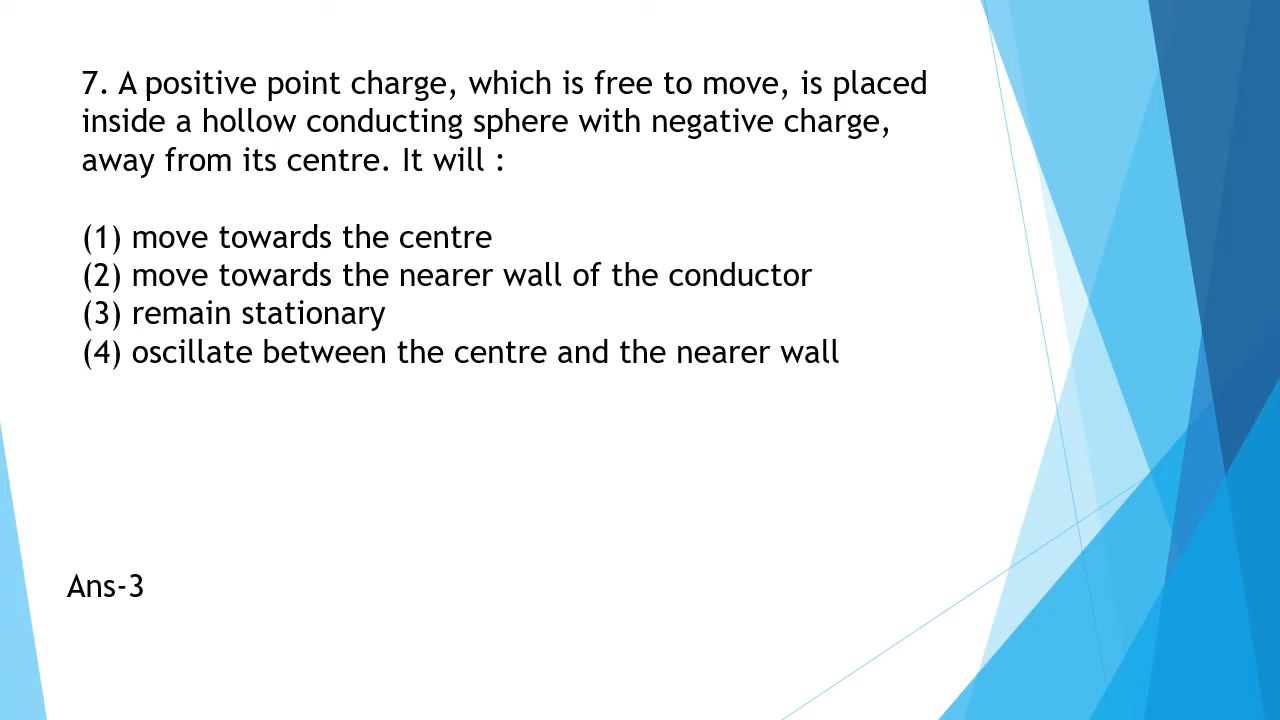 7. A positive point charge, which is free to move, is placed
inside a hollow conducting sphere with negative charge,
away from its centre. It will :
(1) move towards the centre
(2) move towards the nearer wall of the conductor
(3) remain stationary
(4) oscillate between the centre and the nearer wall
Ans-3